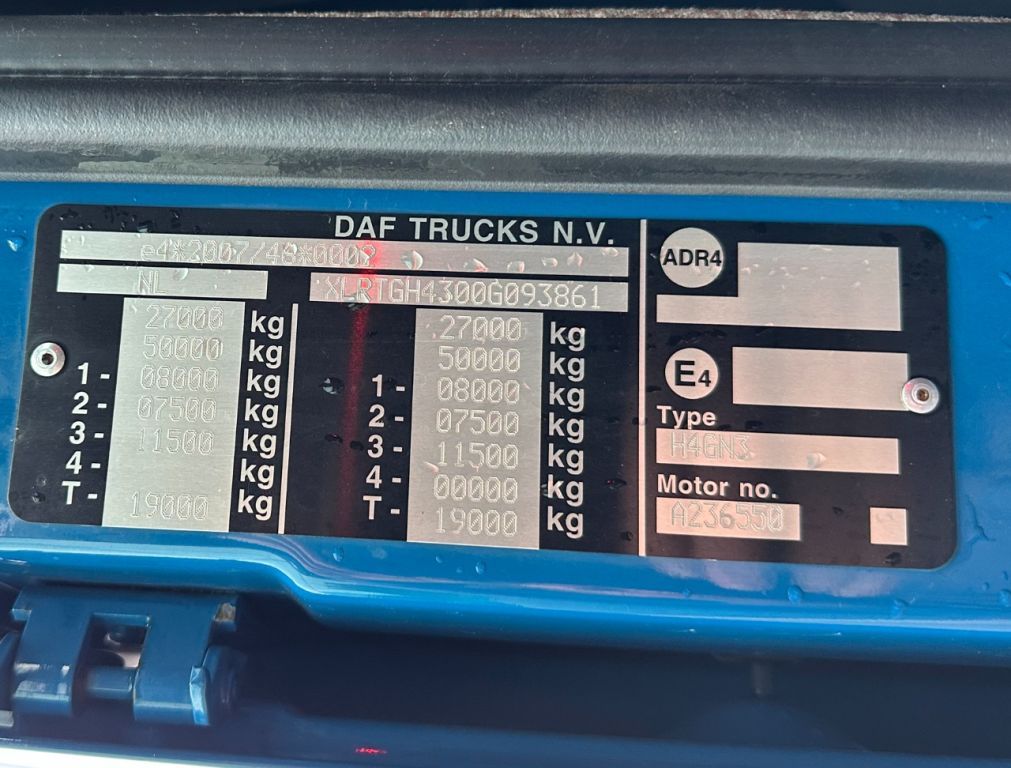 DAF TRUCKS N.V.
e4*2007/46*0009
NL XLRTGH4300G093861
27000 kg 27000 kg
50000 kg 50000 kg
1- 08000 kg 1- 08000 kg
2- 07500 kg 2- 07500 kg
3- 11500 kg 3- 11500 kg
4- kg 4- 00000 kg
T- 19000 kg T- 19000 kg
ADR4
E4
Type
H4GN3
Motor no.
A236550